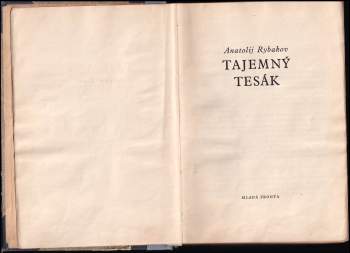 Anatolij Rybakov
TAJEMNÝ
TESÁK
MLADÁ FRONTA